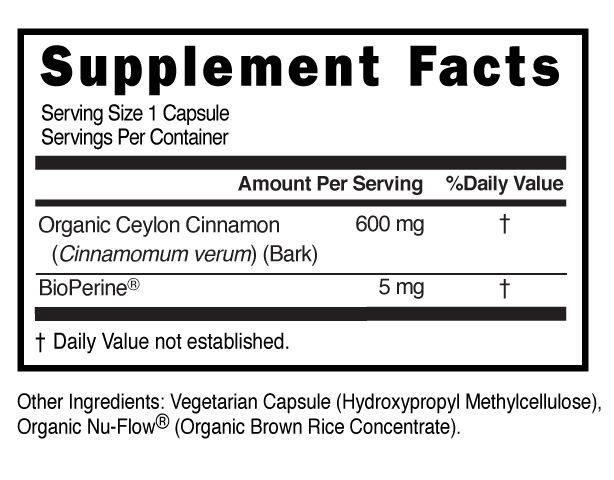 Supplement Facts
Serving Size 1 Capsule
Servings Per Container
Amount Per Serving %Daily Value
Organic Ceylon Cinnamon 600 mg †
(Cinnamomum verum) (Bark)
BioPerine® 5 mg †
† Daily Value not established.
Other Ingredients: Vegetarian Capsule (Hydroxypropyl Methylcellulose),
Organic Nu-Flow® (Organic Brown Rice Concentrate).